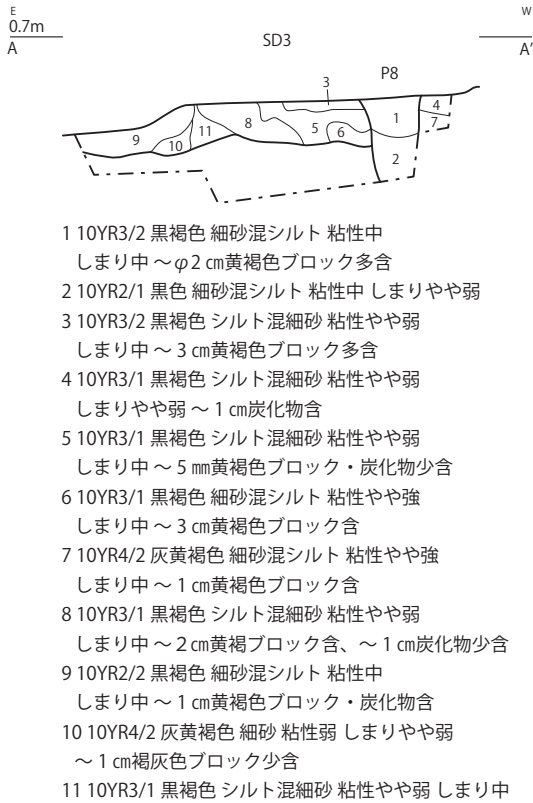 E
W
0.7m
A
SD3
A′
3
P8
1
4
7
8
5
6
11
9
10
2
1 10YR3/2 黒褐色 細砂混シルト 粘性中
しまり中 ～φ2 ㎝黄褐色ブロック多含
2 10YR2/1 黒色 細砂混シルト 粘性中 しまりやや弱
3 10YR3/2 黒褐色 シルト混細砂 粘性やや弱
しまり中 ～ 3 ㎝黄褐色ブロック多含
4 10YR3/1 黒褐色 シルト混細砂 粘性やや弱
しまりやや弱 ～ 1 ㎝炭化物含
5 10YR3/1 黒褐色 シルト混細砂 粘性やや弱
しまり中 ～ 5 ㎜黄褐色ブロック・炭化物少含
6 10YR3/1 黒褐色 細砂混シルト 粘性やや強
しまり中 ～ 3 ㎝黄褐色ブロック含
7 10YR4/2 灰黄褐色 細砂混シルト 粘性やや強
しまり中 ～ 1 ㎝黄褐色ブロック含
8 10YR3/1 黒褐色 シルト混細砂 粘性やや弱
しまり中 ～ 2 ㎝黄褐ブロック含、～ 1 ㎝炭化物少含
9 10YR2/2 黒褐色 細砂混シルト 粘性中
しまり中 ～ 1 ㎝黄褐色ブロック・炭化物含
10 10YR4/2 灰黄褐色 細砂 粘性弱 しまりやや弱
～ 1 ㎝褐灰色ブロック少含
11 10YR3/1 黒褐色 シルト混細砂 粘性やや弱 しまり中